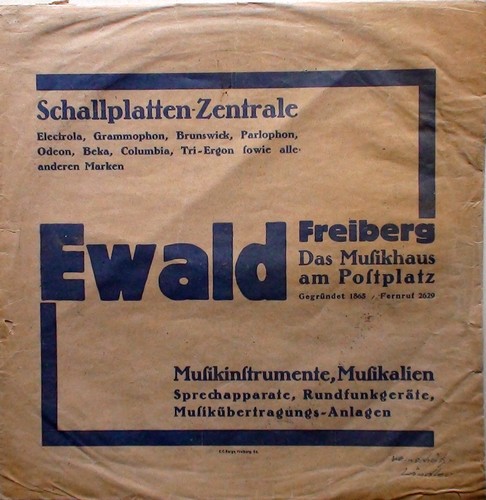 Schallplatten-Zentrale
Electrola, Grammophon, Brunswick, Parlophon,
Odeon, Beka, Columbia, Tri-Ergon ſowie alle
anderen Marken
Ewald
Freiberg
Das Muſikhaus
am Poſtplatz
Gegründet 1865 / Fernruf 2629
Muſikinſtrumente, Muſikalien
Sprechapparate, Rundfunkgeräte,
Muſikübertragungs-Anlagen